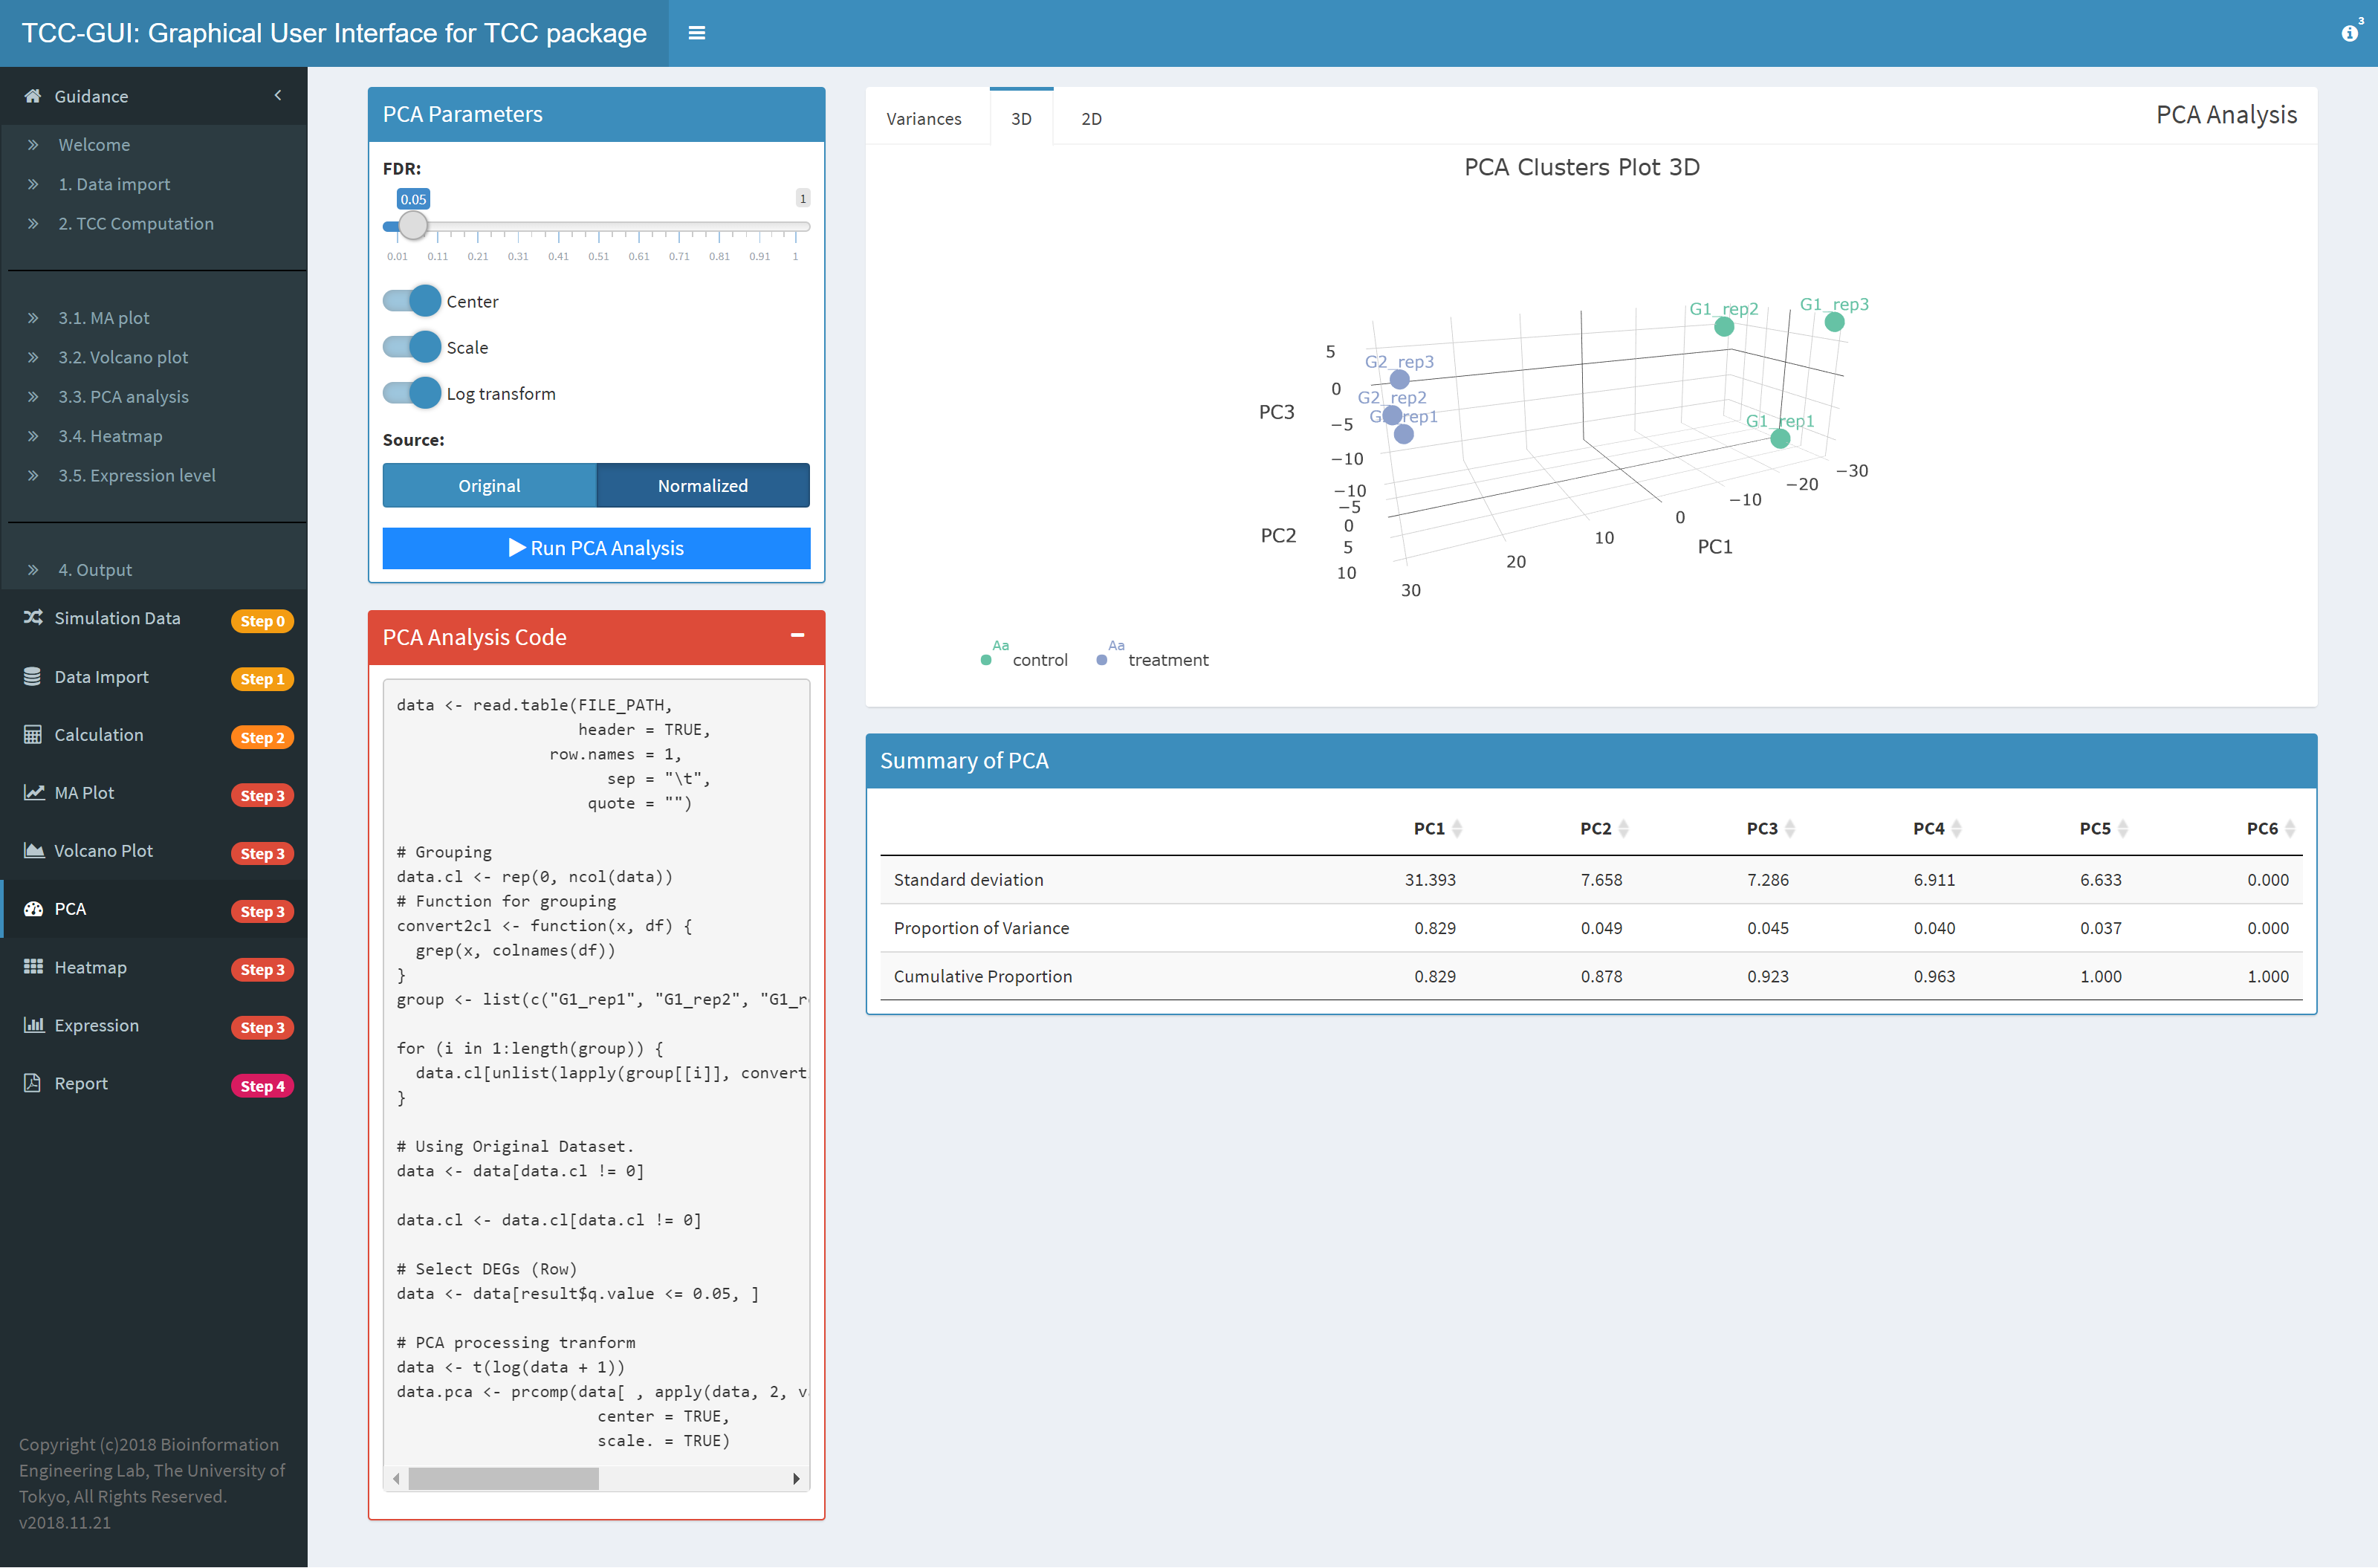 TCC-GUI: Graphical User Interface for TCC package
3
Guidance
Welcome
1. Data import
2. TCC Computation
3.1. MA plot
3.2. Volcano plot
3.3. PCA analysis
3.4. Heatmap
3.5. Expression level
4. Output
Simulation Data Step 0
Data Import Step 1
Calculation Step 2
MA Plot Step 3
Volcano Plot Step 3
PCA Step 3
Heatmap Step 3
Expression Step 3
Report Step 4
Copyright (c)2018 Bioinformation
Engineering Lab, The University of
Tokyo, All Rights Reserved.
v2018.11.21
PCA Parameters
FDR:
0.05 1
0.01 0.11 0.21 0.31 0.41 0.51 0.61 0.71 0.81 0.91 1
Center
Scale
Log transform
Source:
Original Normalized
Run PCA Analysis
PCA Analysis Code
data <- read.table(FILE_PATH,
header = TRUE,
row.names = 1,
sep = "\t",
quote = "")
# Grouping
data.cl <- rep(0, ncol(data))
# Function for grouping
convert2cl <- function(x, df) {
grep(x, colnames(df))
}
group <- list(c("G1_rep1", "G1_rep2", "G1_r
for (i in 1:length(group)) {
data.cl[unlist(lapply(group[[i]], convert
}
# Using Original Dataset.
data <- data[data.cl != 0]
data.cl <- data.cl[data.cl != 0]
# Select DEGs (Row)
data <- data[result$q.value <= 0.05, ]
# PCA processing tranform
data <- t(log(data + 1))
data.pca <- prcomp(data[ , apply(data, 2, v
center = TRUE,
scale. = TRUE)
Variances 3D 2D PCA Analysis
PCA Clusters Plot 3D
G1_rep2 G1_rep3
G2_rep3
G2_rep2
rep1
G1_rep1
PC3
5
0
−5
−10
PC2
−10
−5
0
5
10
30 20 10 0 −10 −20 −30
PC1
Aa control Aa treatment
Summary of PCA
PC1 PC2 PC3 PC4 PC5 PC6
Standard deviation 31.393 7.658 7.286 6.911 6.633 0.000
Proportion of Variance 0.829 0.049 0.045 0.040 0.037 0.000
Cumulative Proportion 0.829 0.878 0.923 0.963 1.000 1.000